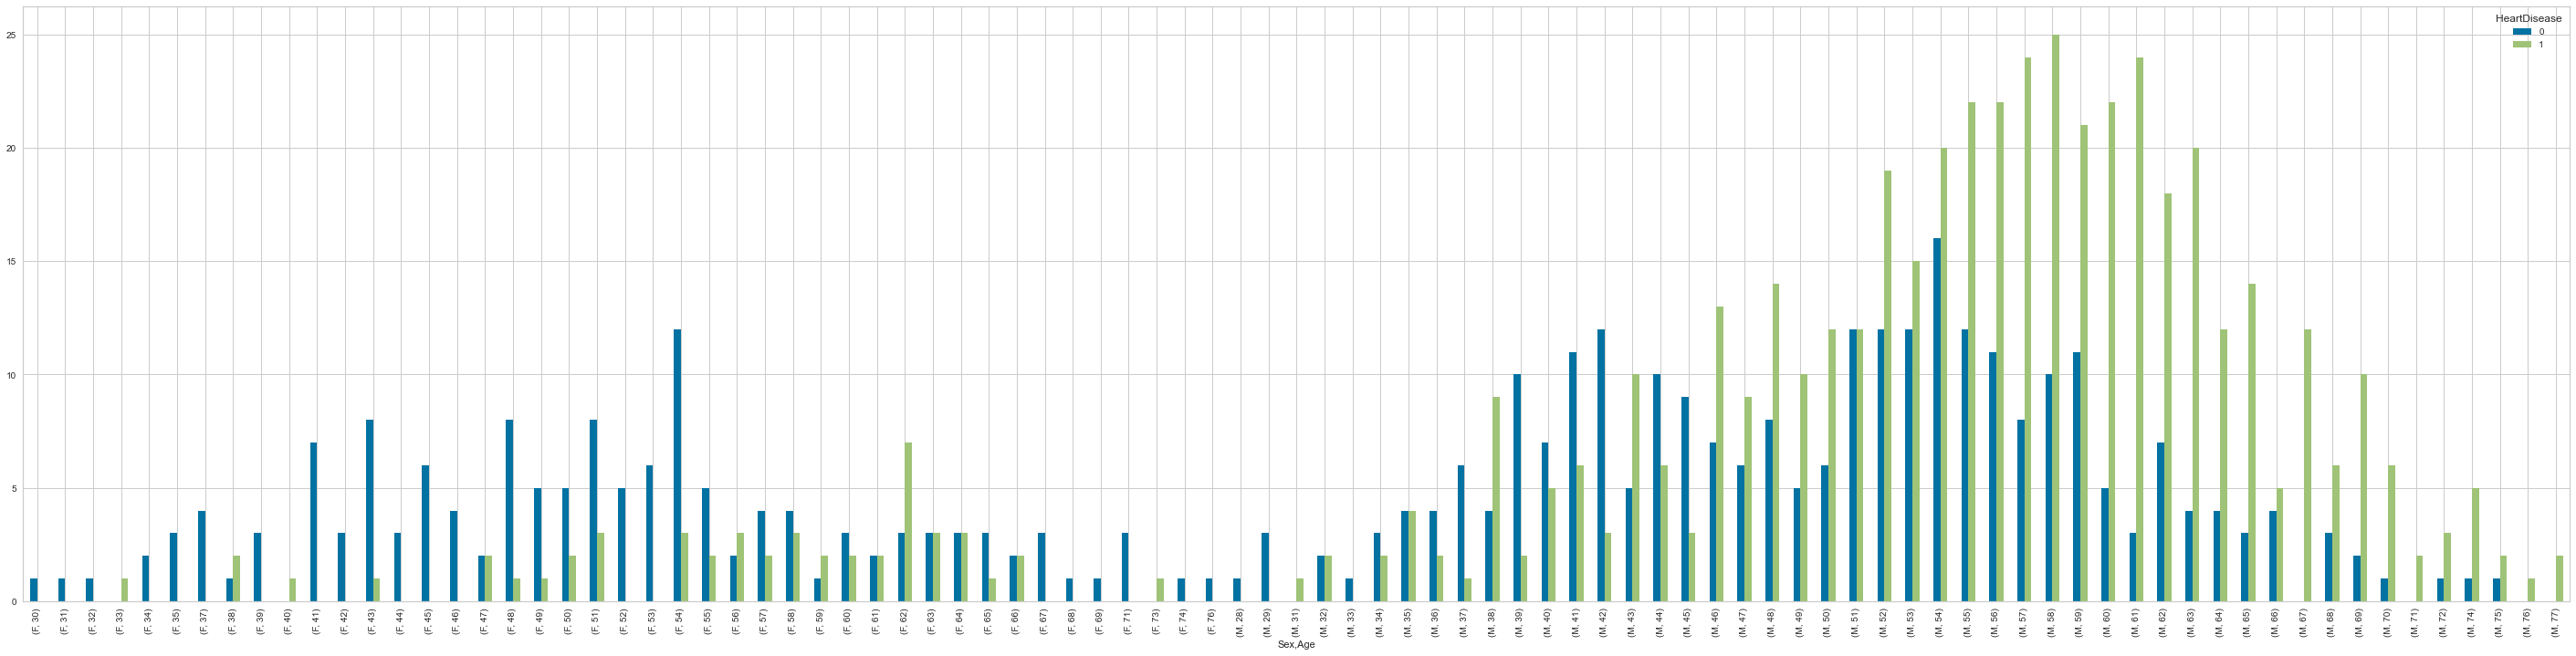 HeartDisease
0
1
25
20
15
10
5
0
(F, 30)
(F, 31)
(F, 32)
(F, 33)
(F, 34)
(F, 35)
(F, 37)
(F, 38)
(F, 39)
(F, 40)
(F, 41)
(F, 42)
(F, 43)
(F, 44)
(F, 45)
(F, 46)
(F, 47)
(F, 48)
(F, 49)
(F, 50)
(F, 51)
(F, 52)
(F, 53)
(F, 54)
(F, 55)
(F, 56)
(F, 57)
(F, 58)
(F, 59)
(F, 60)
(F, 61)
(F, 62)
(F, 63)
(F, 64)
(F, 65)
(F, 66)
(F, 67)
(F, 68)
(F, 69)
(F, 71)
(F, 73)
(F, 74)
(F, 76)
(M, 28)
(M, 29)
(M, 31)
(M, 32)
(M, 33)
(M, 34)
(M, 35)
(M, 36)
(M, 37)
(M, 38)
(M, 39)
(M, 40)
(M, 41)
(M, 42)
(M, 43)
(M, 44)
(M, 45)
(M, 46)
(M, 47)
(M, 48)
(M, 49)
(M, 50)
(M, 51)
(M, 52)
(M, 53)
(M, 54)
(M, 55)
(M, 56)
(M, 57)
(M, 58)
(M, 59)
(M, 60)
(M, 61)
(M, 62)
(M, 63)
(M, 64)
(M, 65)
(M, 66)
(M, 67)
(M, 68)
(M, 69)
(M, 70)
(M, 71)
(M, 72)
(M, 74)
(M, 75)
(M, 76)
(M, 77)
Sex,Age